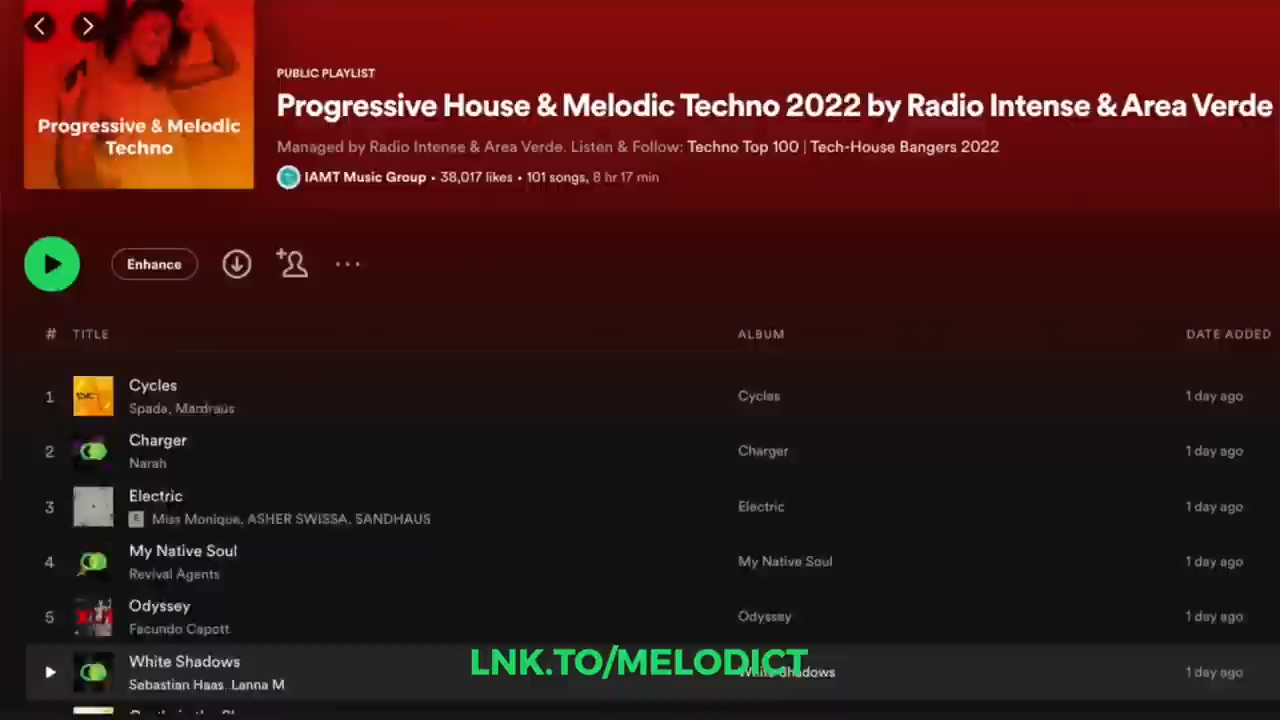 Progressive & Melodic
Techno
PUBLIC PLAYLIST
Progressive House & Melodic Techno 2022 by Radio Intense & Area Verde
Managed by Radio Intense & Area Verde. Listen & Follow: Techno Top 100 | Tech-House Bangers 2022
IAMT Music Group • 38,017 likes • 101 songs, 8 hr 17 min
Enhance
# TITLE ALBUM DATE ADDED
1 Cycles Cycles 1 day ago
Spada,
2 Charger Charger 1 day ago
Narah
3 Electric Electric 1 day ago
E Miss Monique, ASHER SWISSA, SANDHAUS
4 My Native Soul My Native Soul 1 day ago
Revival Agents
5 Odyssey Odyssey 1 day ago
Facundo Capott
White Shadows White Shadows 1 day ago
Sebastian Haas, Lanna M
LNK.TO/MELODICT